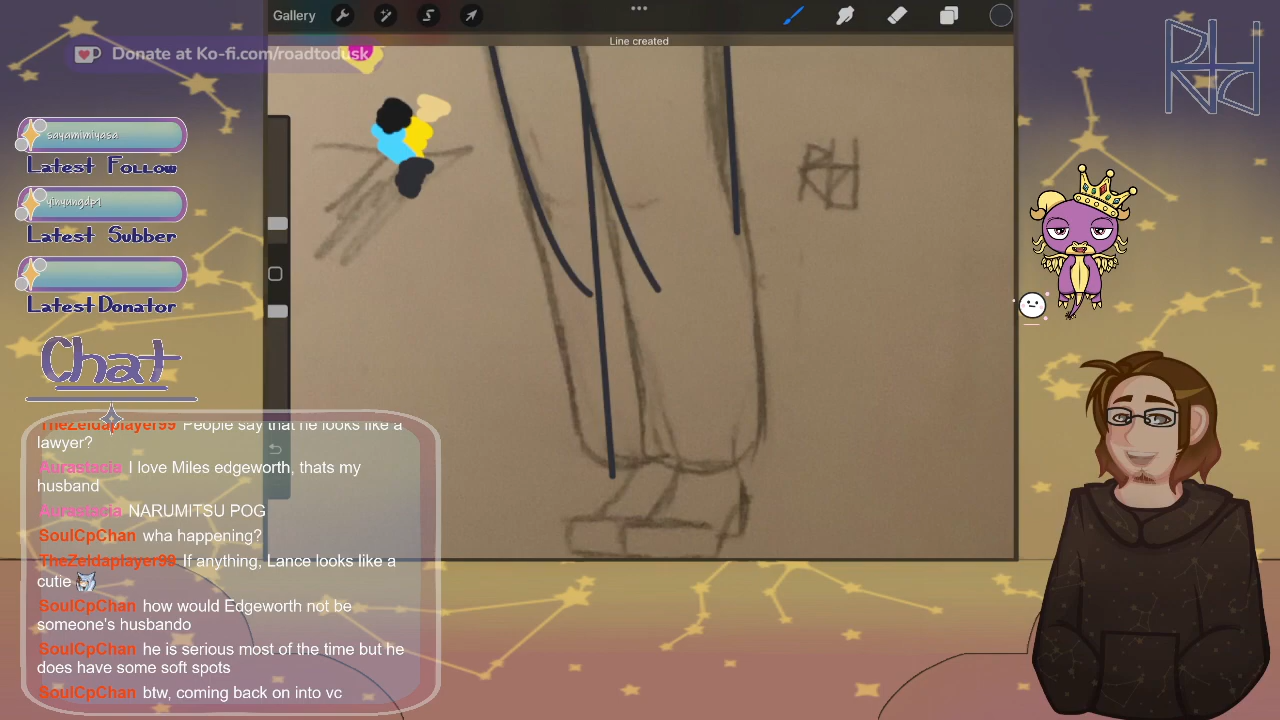 Gallery
Line created
Donate at Ko-fi.com/roadtodusk
sayamimiyasa
Latest Follow
yinyungdp1
Latest Subber
Latest Donator
Chat
TheZeldaplayer99 People say that he looks like a
lawyer?
Aurastacia I love Miles edgeworth, thats my
husband
Aurastacia NARUMITSU POG
SoulCpChan wha happening?
TheZeldaplayer99 If anything, Lance looks like a
cutie
SoulCpChan how would Edgeworth not be
someone's husbando
SoulCpChan he is serious most of the time but he
does have some soft spots
SoulCpChan btw, coming back on into vc